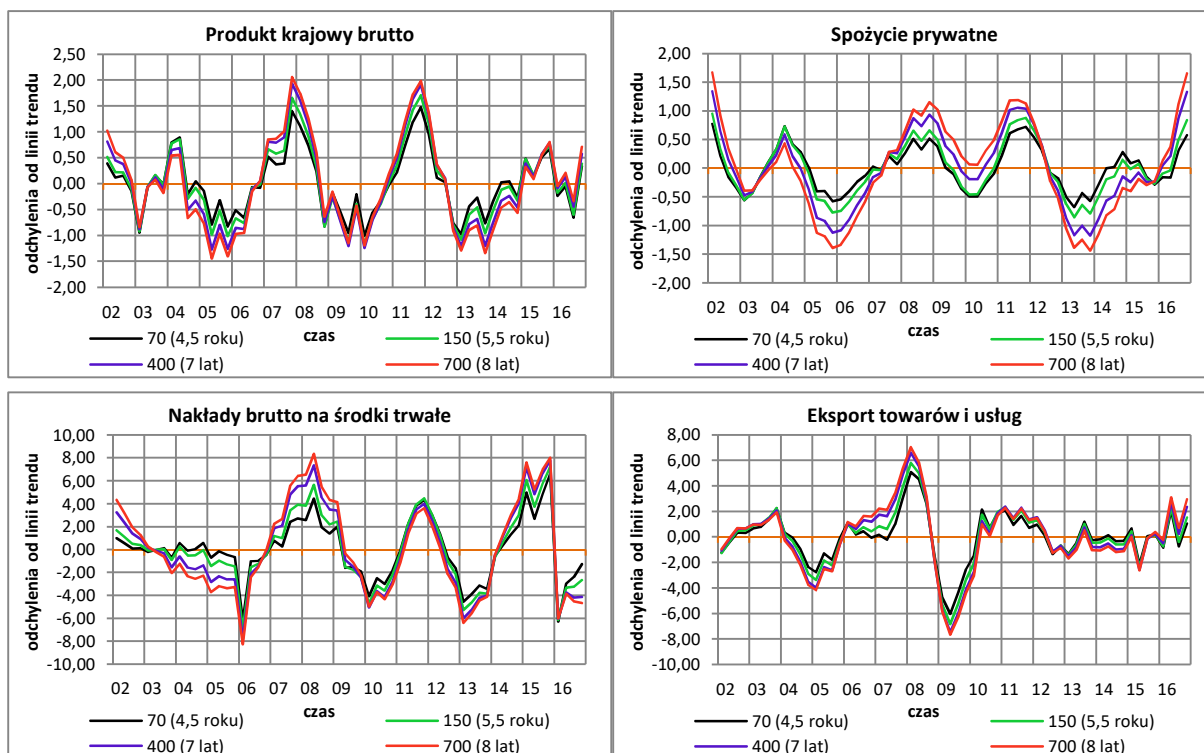 Produkt krajowy brutto
odchylenia od linii trendu
2,50
2,00
1,50
1,00
0,50
0,00
-0,50
-1,00
-1,50
-2,00
02 03 04 05 06 07 08 09 10 11 12 13 14 15 16
czas
70 (4,5 roku) 150 (5,5 roku)
400 (7 lat) 700 (8 lat)
Spożycie prywatne
odchylenia od linii trendu
2,00
1,50
1,00
0,50
0,00
-0,50
-1,00
-1,50
-2,00
02 03 04 05 06 07 08 09 10 11 12 13 14 15 16
czas
70 (4,5 roku) 150 (5,5 roku)
400 (7 lat) 700 (8 lat)
Nakłady brutto na środki trwałe
odchylenia od linii trendu
10,00
8,00
6,00
4,00
2,00
0,00
-2,00
-4,00
-6,00
-8,00
-10,00
02 03 04 05 06 07 08 09 10 11 12 13 14 15 16
czas
70 (4,5 roku) 150 (5,5 roku)
400 (7 lat) 700 (8 lat)
Eksport towarów i usług
odchylenia od linii trendu
8,00
6,00
4,00
2,00
0,00
-2,00
-4,00
-6,00
-8,00
-10,00
02 03 04 05 06 07 08 09 10 11 12 13 14 15 16
czas
70 (4,5 roku) 150 (5,5 roku)
400 (7 lat) 700 (8 lat)